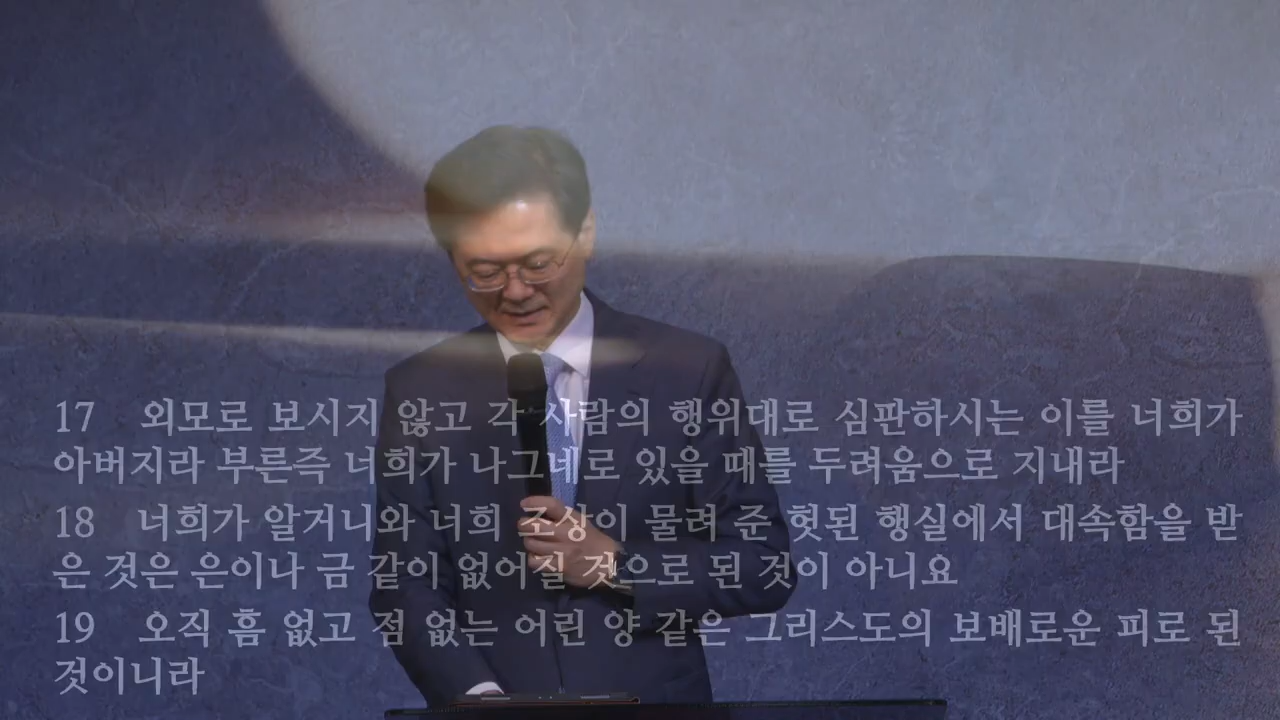 17 외모로 보시지 않고 각 사람의 행위대로 심판하시는 이를 너희가
아버지라 부른즉 너희가 나그네로 있을 때를 두려움으로 지내라
18 너희가 알거니와 너희 조상이 물려 준 헛된 행실에서 대속함을 받
은 것은 은이나 금 같이 없어질 것으로 된 것이 아니요
19 오직 흠 없고 점 없는 어린 양 같은 그리스도의 보배로운 피로 된
것이니라